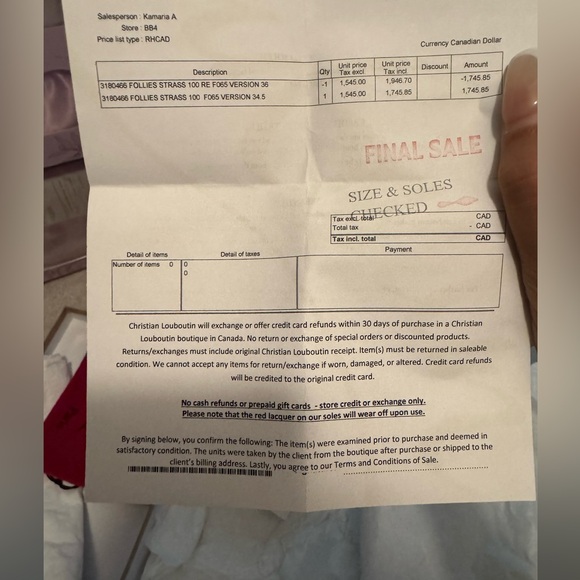 Salesperson : Kamaria A
Store : BB4
Price list type : RHCAD
Currency Canadian Dollar
Description Qty Unit price Tax excl. Unit price Tax incl Discount Amount
3180466 FOLLIES STRASS 100 RE F065 VERSION 36 -1 1,545.00 1,946.70 -1,745.85
3180466 FOLLIES STRASS 100 F065 VERSION 34.5 1 1,545.00 1,745.85 1,745.85
FINAL SALE
SIZE & SOLES
CHECKED
Tax excl. total CAD
Total tax - CAD
Tax incl. total CAD
Detail of items Detail of taxes Payment
Number of items 0 0
0
Christian Louboutin will exchange or offer credit card refunds within 30 days of purchase in a Christian
Louboutin boutique in Canada. No return or exchange of special orders or discounted products.
Returns/exchanges must include original Christian Louboutin receipt. Item(s) must be returned in saleable
condition. We cannot accept any items for return/exchange if worn, damaged, or altered. Credit card refunds
will be credited to the original credit card.
No cash refunds or prepaid gift cards - store credit or exchange only.
Please note that the red lacquer on our soles will wear off upon use.
By signing below, you confirm the following: The item(s) were examined prior to purchase and deemed in
satisfactory condition. The units were taken by the client from the boutique after purchase or shipped to the
client's billing address. Lastly, you agree to our Terms and Conditions of Sale.